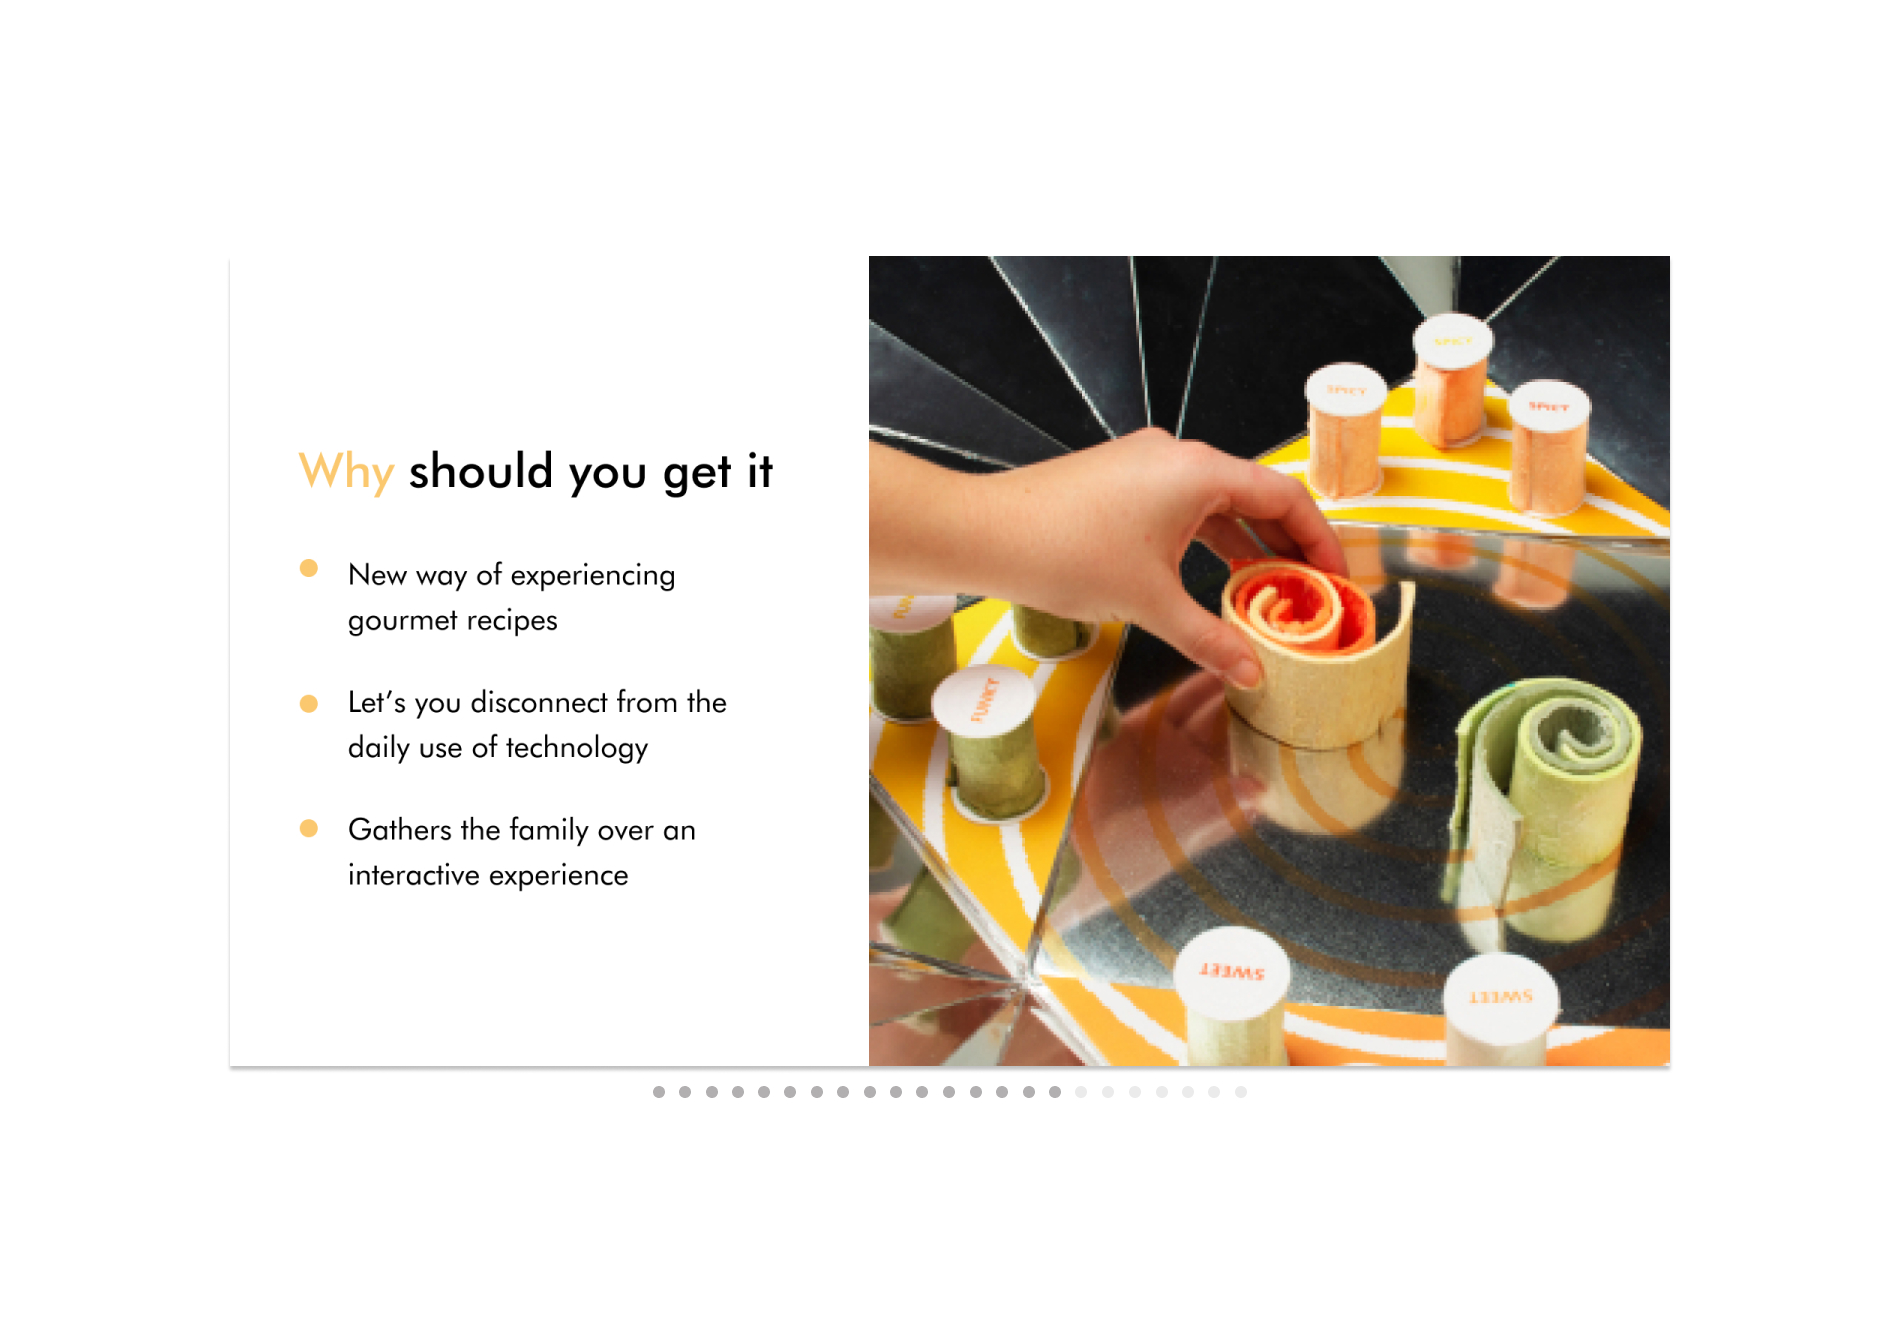 Why should you get it
New way of experiencing
gourmet recipes
Let's you disconnect from the
daily use of technology
Gathers the family over an
interactive experience
SPICY
SPICY
SPICY
FUNKY
SWEET
SWEET